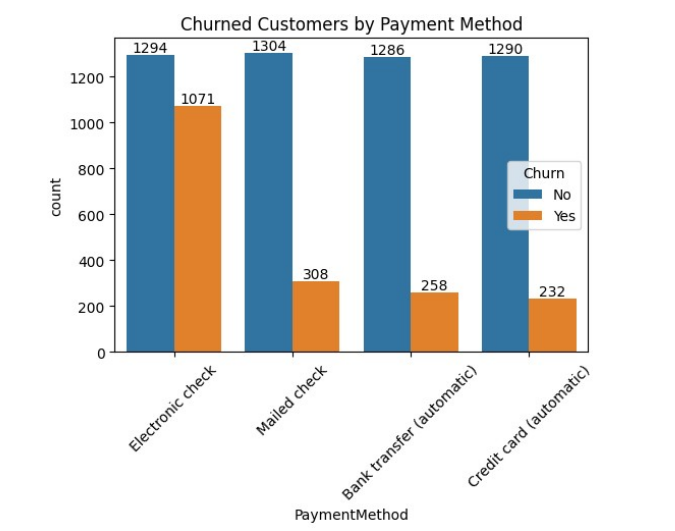 Churned Customers by Payment Method
1294
1071
1304
308
1286
258
1290
232
count
1200
1000
800
600
400
200
0
Churn
No
Yes
Electronic check
Mailed check
Bank transfer (automatic)
Credit card (automatic)
PaymentMethod